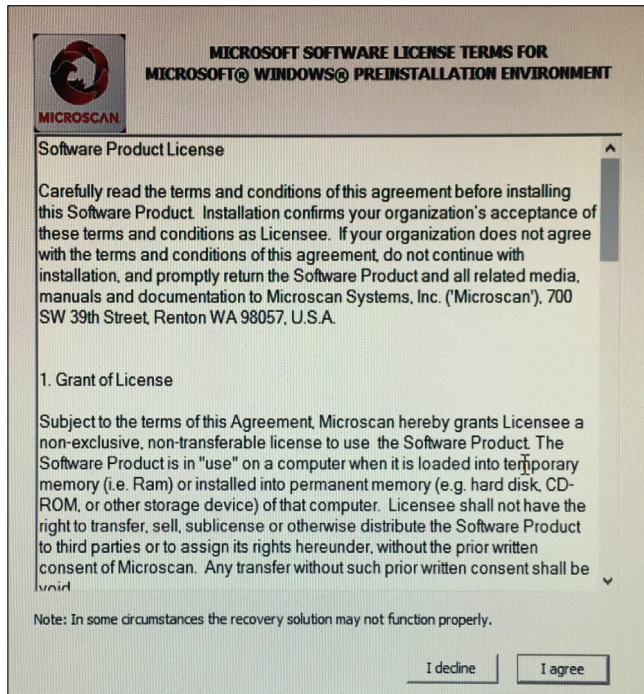 MICROSOFT SOFTWARE LICENSE TERMS FOR
MICROSOFT® WINDOWS® PREINSTALLATION ENVIRONMENT
MICROSCAN
Software Product License
Carefully read the terms and conditions of this agreement before installing
this Software Product. Installation confirms your organization's acceptance of
these terms and conditions as Licensee. If your organization does not agree
with the terms and conditions of this agreement, do not continue with
installation, and promptly return the Software Product and all related media,
manuals and documentation to Microscan Systems, Inc. ('Microscan'), 700
SW 39th Street, Renton WA 98057, U.S.A.
1. Grant of License
Subject to the terms of this Agreement, Microscan hereby grants Licensee a
non-exclusive, non-transferable license to use the Software Product. The
Software Product is in "use" on a computer when it is loaded into temporary
memory (i.e. Ram) or installed into permanent memory (e.g. hard disk, CD-
ROM, or other storage device) of that computer. Licensee shall not have the
right to transfer, sell, sublicense or otherwise distribute the Software Product
to third parties or to assign its rights hereunder, without the prior written
consent of Microscan. Any transfer without such prior written consent shall be
void
Note: In some circumstances the recovery solution may not function properly.
I decline
I agree